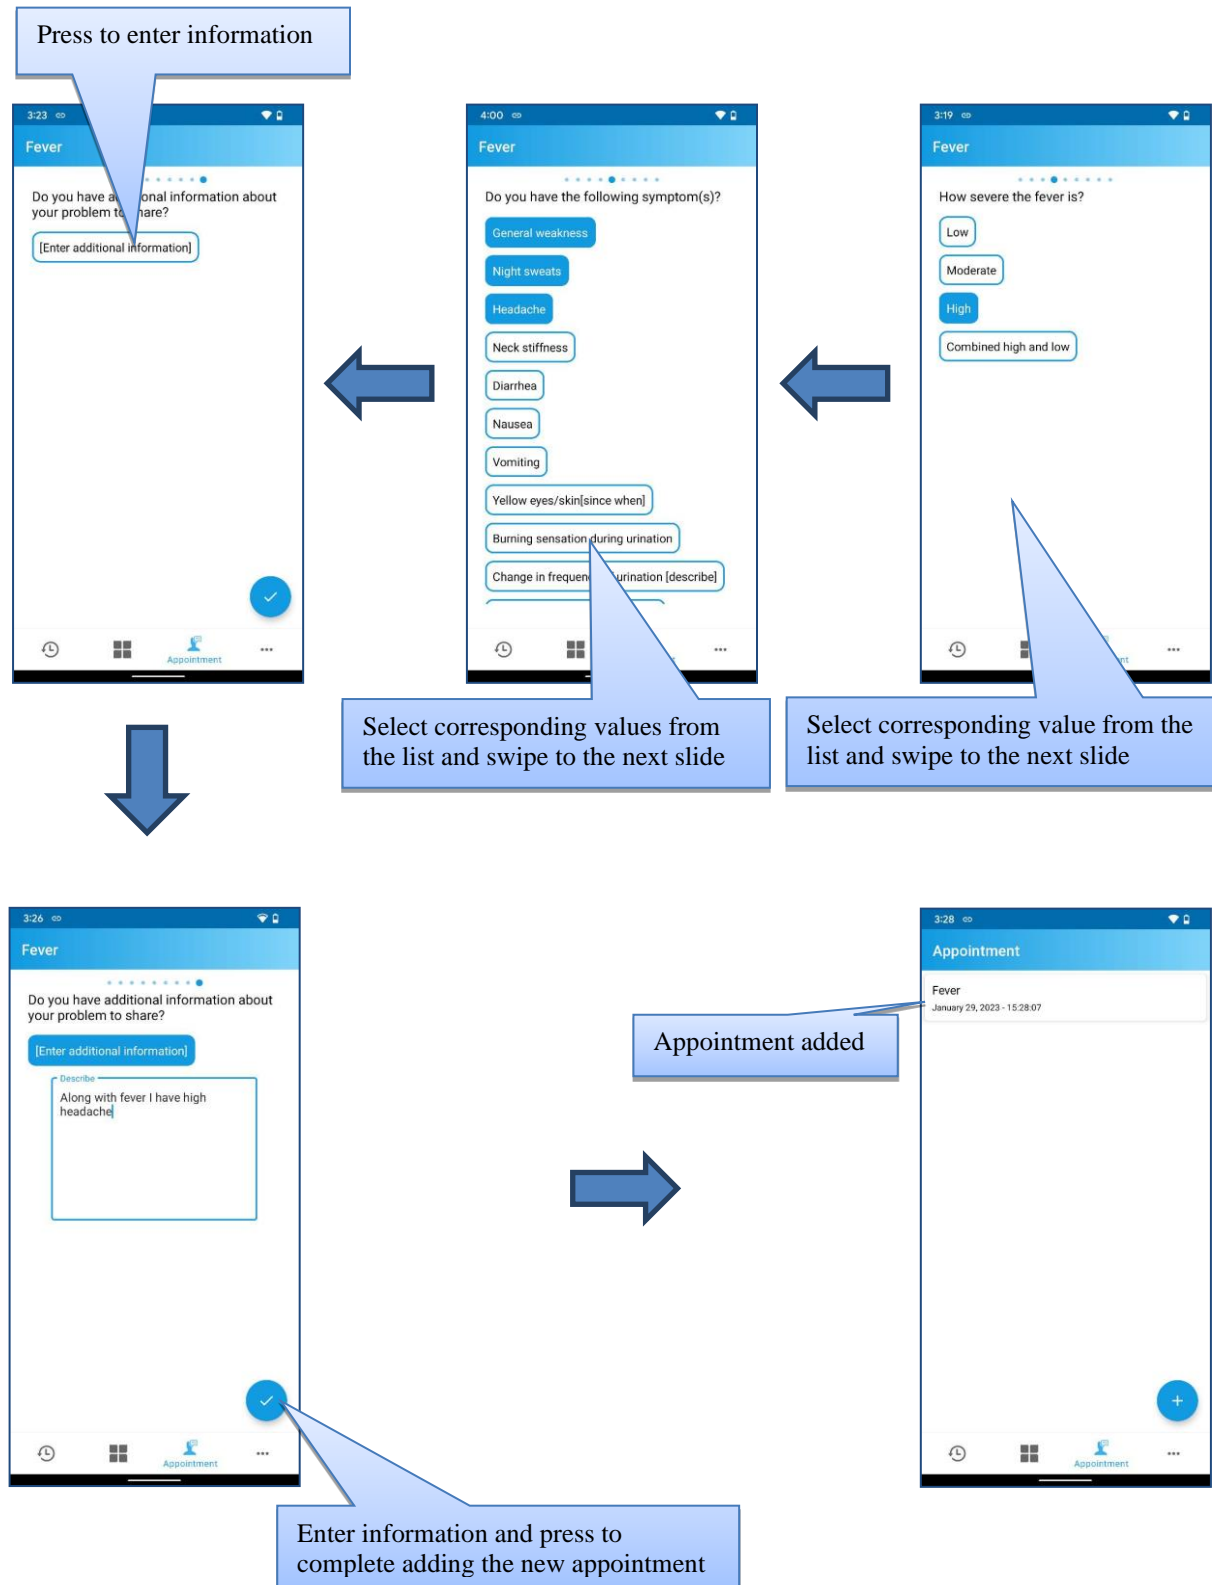 Press to enter information
3:23
Fever
Do you have additional information about
your problem to share?
[Enter additional information]
Appointment
4:00
Fever
Do you have the following symptom(s)?
General weakness
Night sweats
Headache
Neck stiffness
Diarrhea
Nausea
Vomiting
Yellow eyes/skin[since when]
Burning sensation during urination
Change in frequency urination [describe]
Select corresponding values from
the list and swipe to the next slide
3:19
Fever
How severe the fever is?
Low
Moderate
High
Combined high and low
Select corresponding value from the
list and swipe to the next slide
3:26
Fever
Do you have additional information about
your problem to share?
[Enter additional information]
Describe
Along with fever I have high
headache
Appointment
Enter information and press to
complete adding the new appointment
3:28
Appointment
Fever
January 29, 2023 - 15:28:07
Appointment added
Appointment